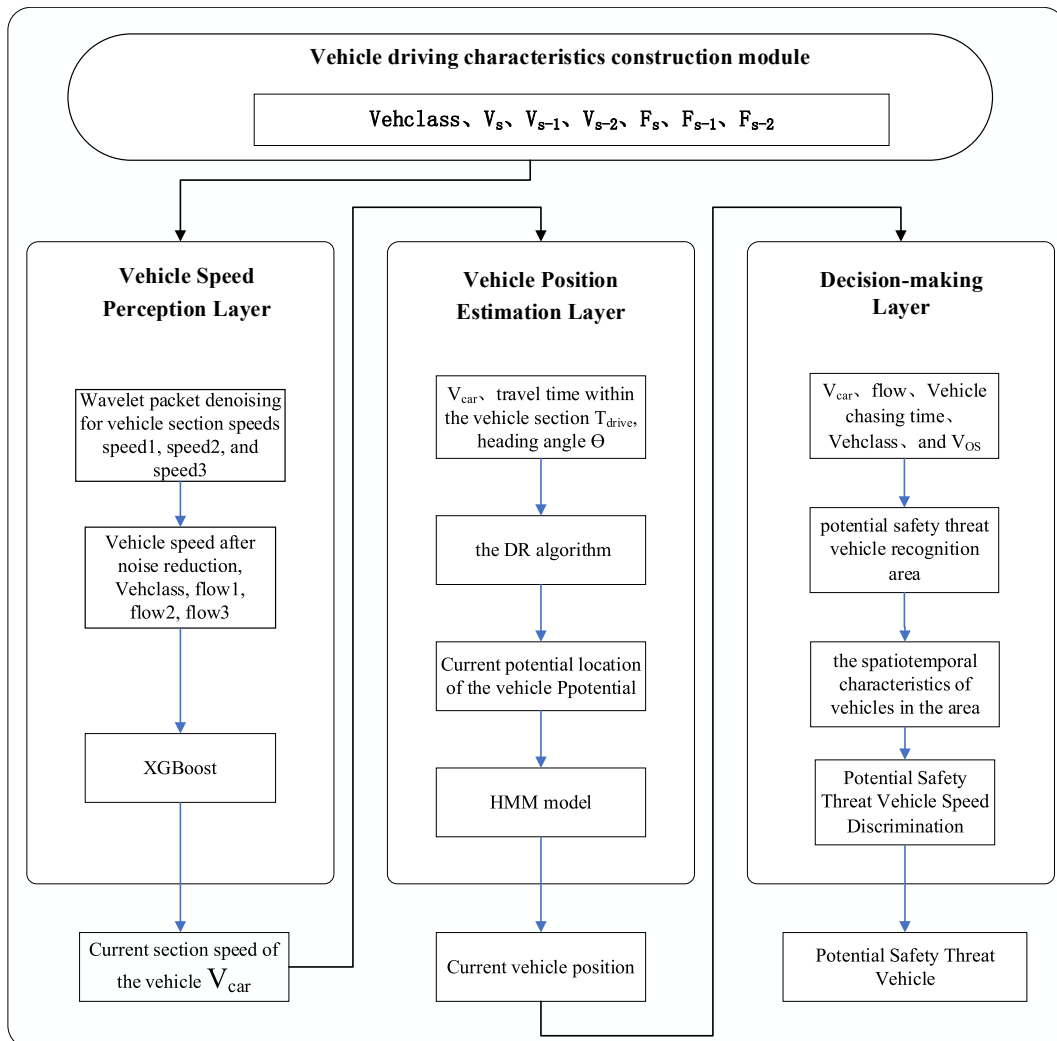 Vehicle driving characteristics construction module
Vehclass、Vs、Vs-1、Vs-2、Fs、Fs-1、Fs-2
Vehicle Speed
Perception Layer
Wavelet packet denoising
for vehicle section speeds
speed1, speed2, and
speed3
Vehicle speed after
noise reduction,
Vehclass, flow1,
flow2, flow3
XGBoost
Current section speed of
the vehicle Vcar
Vehicle Position
Estimation Layer
Vcar、travel time within
the vehicle section Tdrive,
heading angle Θ
the DR algorithm
Current potential location
of the vehicle Ppotential
HMM model
Current vehicle position
Decision-making
Layer
Vcar、flow、Vehicle
chasing time、
Vehclass、and VOS
potential safety threat
vehicle recognition
area
the spatiotemporal
characteristics of
vehicles in the area
Potential Safety
Threat Vehicle Speed
Discrimination
Potential Safety Threat
Vehicle